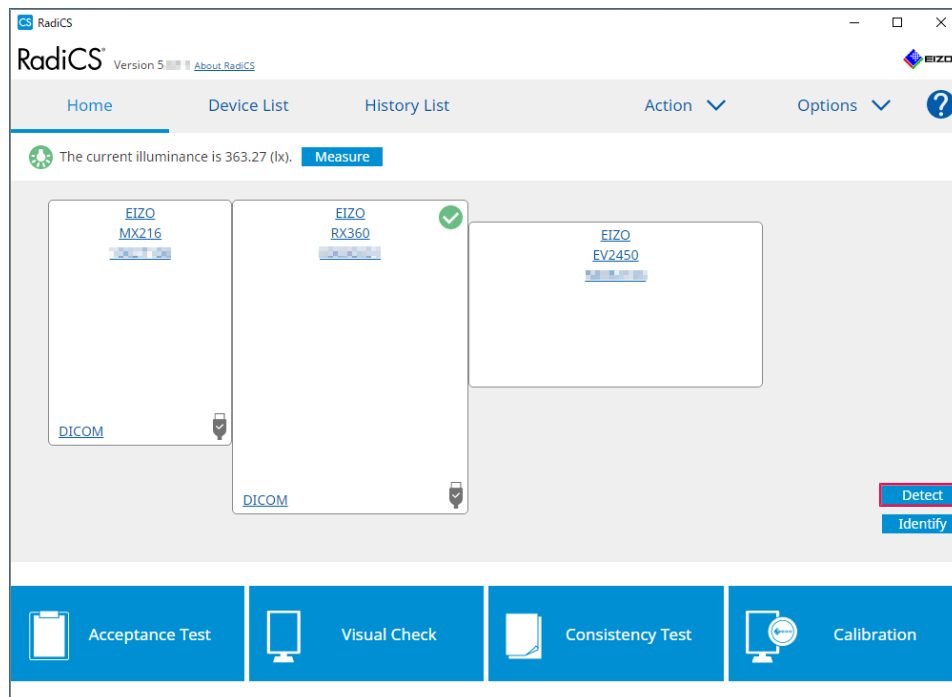 CS RadiCS
RadiCS Version 5. About RadiCS
EIZO
Home Device List History List Action Options ?
The current illuminance is 363.27 (lx). Measure
EIZO
MX216
DICOM
EIZO
RX360
DICOM
EIZO
EV2450
Detect
Identify
Acceptance Test Visual Check Consistency Test Calibration